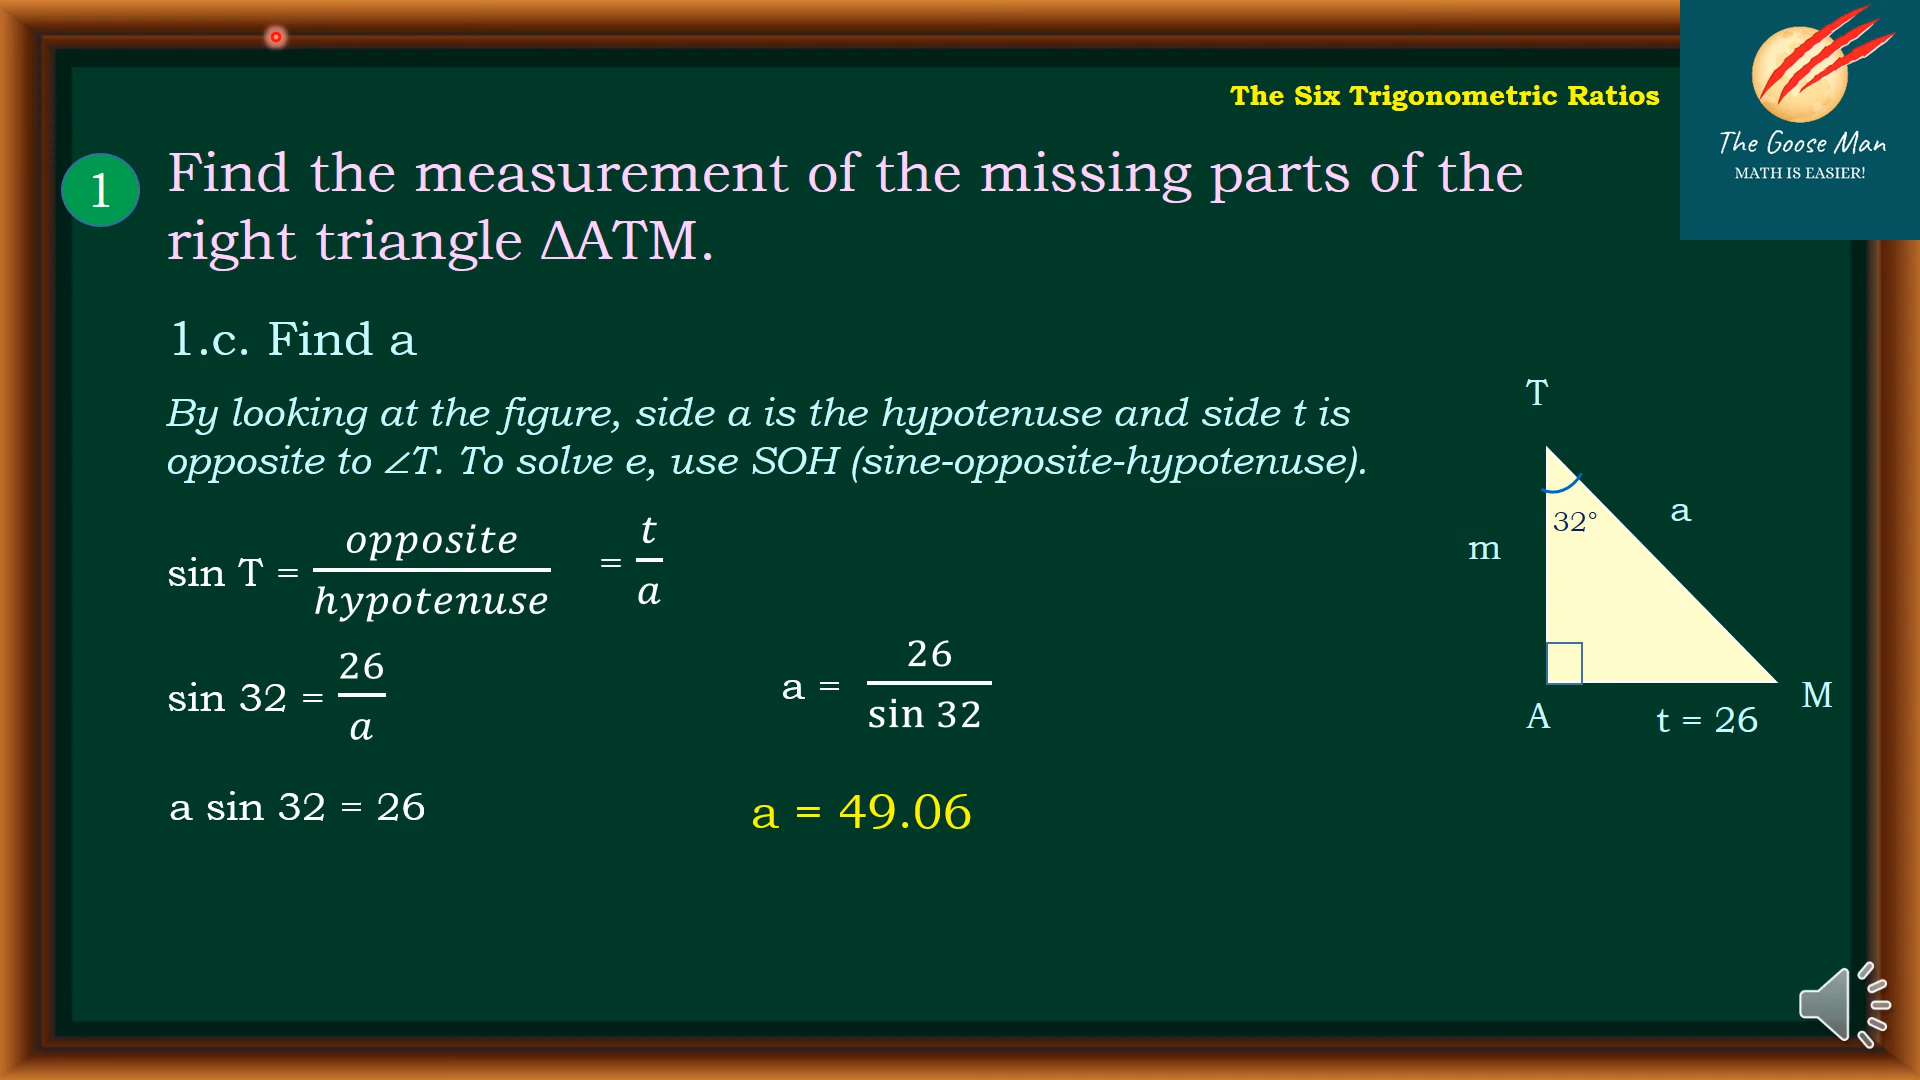 The Six Trigonometric Ratios
The Goose Man
MATH IS EASIER!
1
Find the measurement of the missing parts of the
right triangle ΔATM.
1.c. Find a
By looking at the figure, side a is the hypotenuse and side t is
opposite to ∠T. To solve e, use SOH (sine-opposite-hypotenuse).
sin T = opposite/hypotenuse = t/a
sin 32 = 26/a
a = 26/sin 32
a sin 32 = 26
a = 49.06
T
32°
a
m
A
M
t = 26